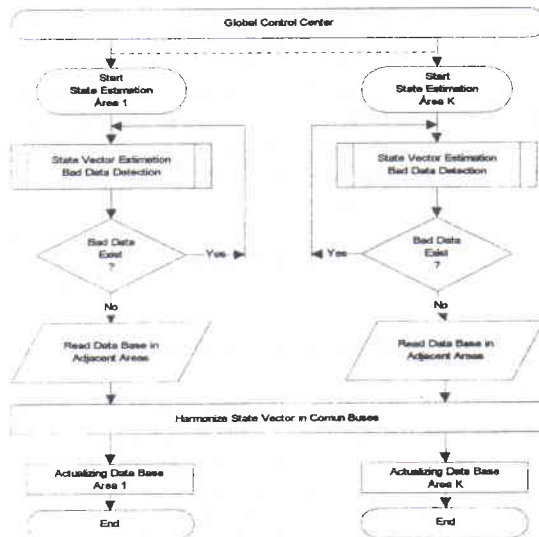 Global Control Center
Start
State Estimation
Área 1
Start
State Estimation
Área K
State Vector Estimation
Bad Data Detection
State Vector Estimation
Bad Data Detection
Bad Data
Exist
?
Yes
Bad Data
Exist
?
Yes
No
No
Read Data Base in
Adjacent Areas
Read Data Base in
Adjacent Areas
Harmonize State Vector in Comun Buses
Actualizing Data Base
Area 1
Actualizing Data Base
Area K
End
End